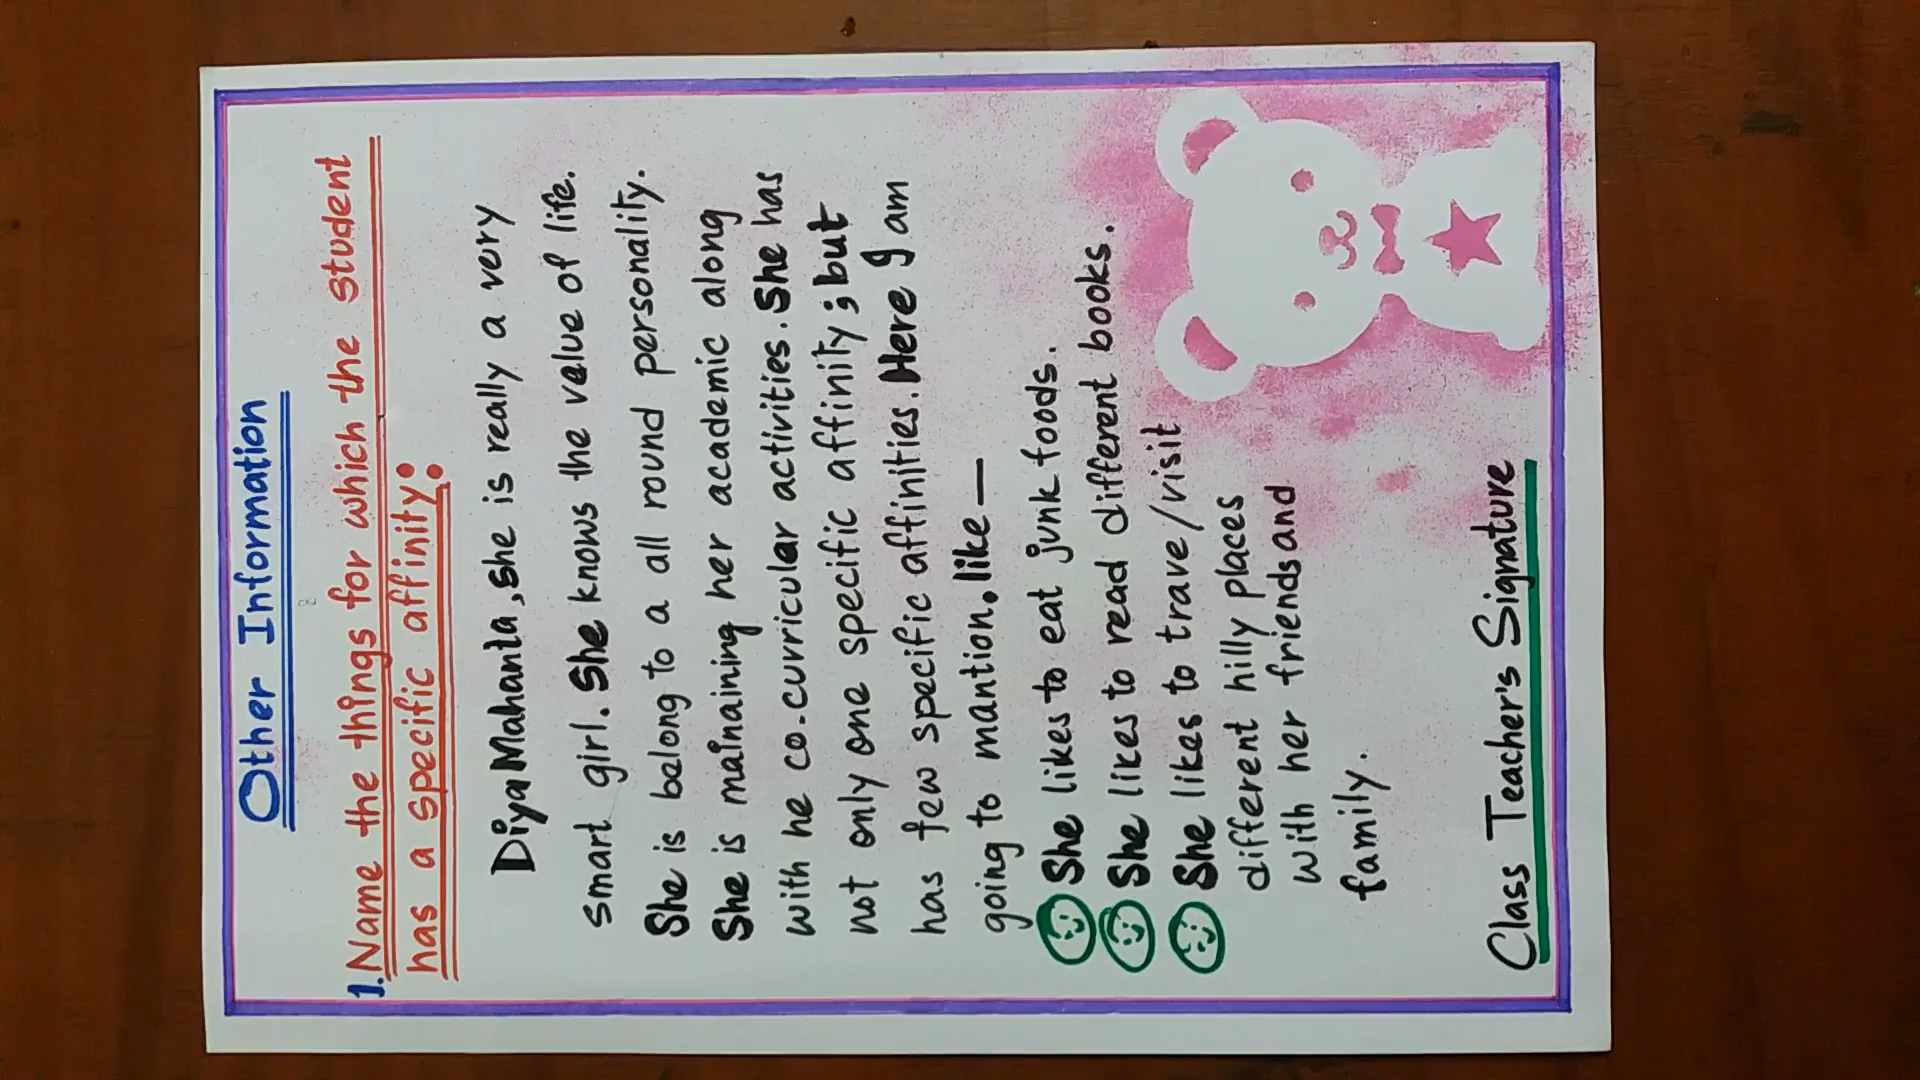 Other Information
1. Name the things for which the student
has a specific affinity:
Diya Mahanta, she is really a very
smart girl. She knows the value of life.
She is belong to a all round personality.
She is mainaining her academic along
with he co-curricular activities. She has
not only one specific affinity; but
has few specific affinities. Here I am
going to mantion. like —
She likes to eat junk foods.
She likes to read different books.
She likes to trave/visit
different hilly places
with her friends and
family.
Class Teacher's Signature